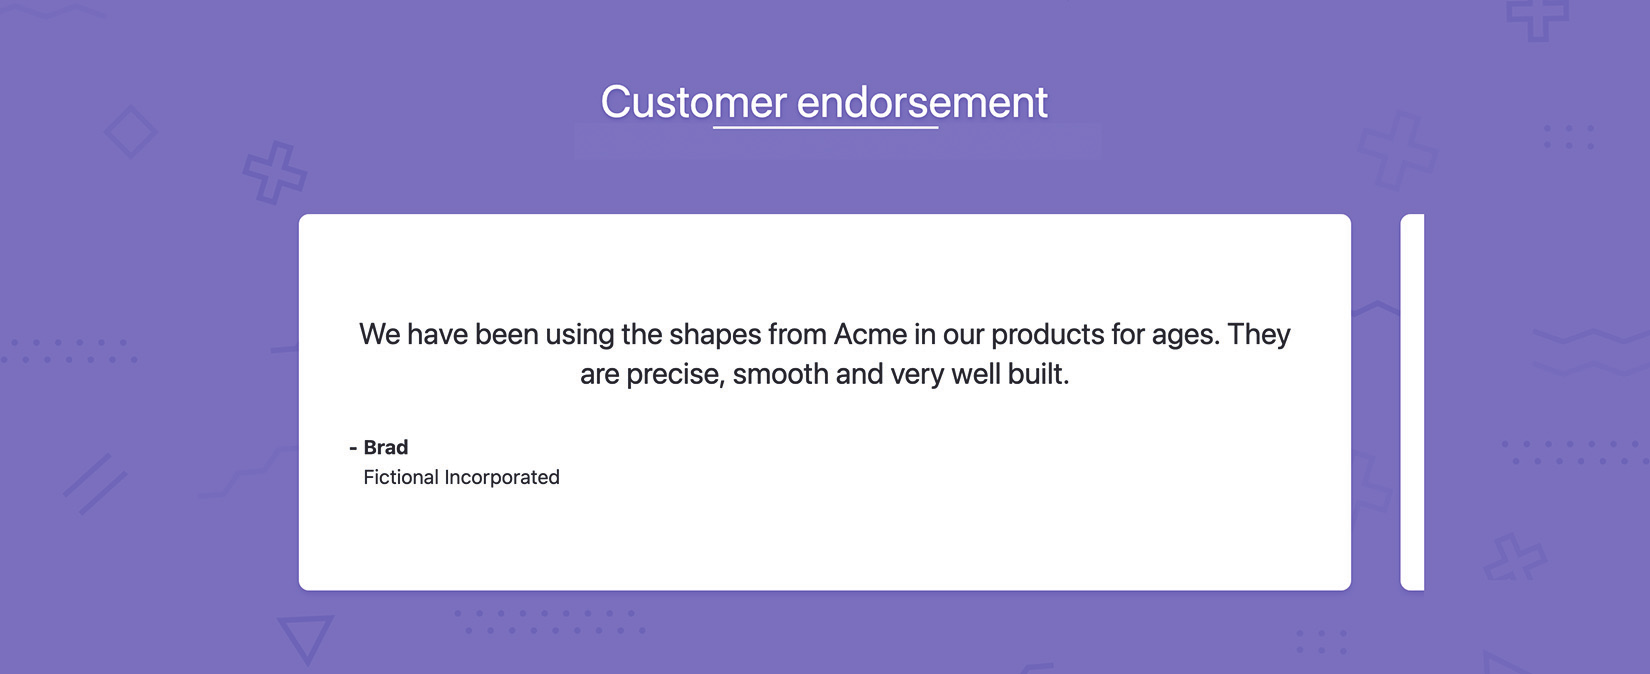 Customer endorsement
We have been using the shapes from Acme in our products for ages. They
are precise, smooth and very well built.
- Brad
Fictional Incorporated